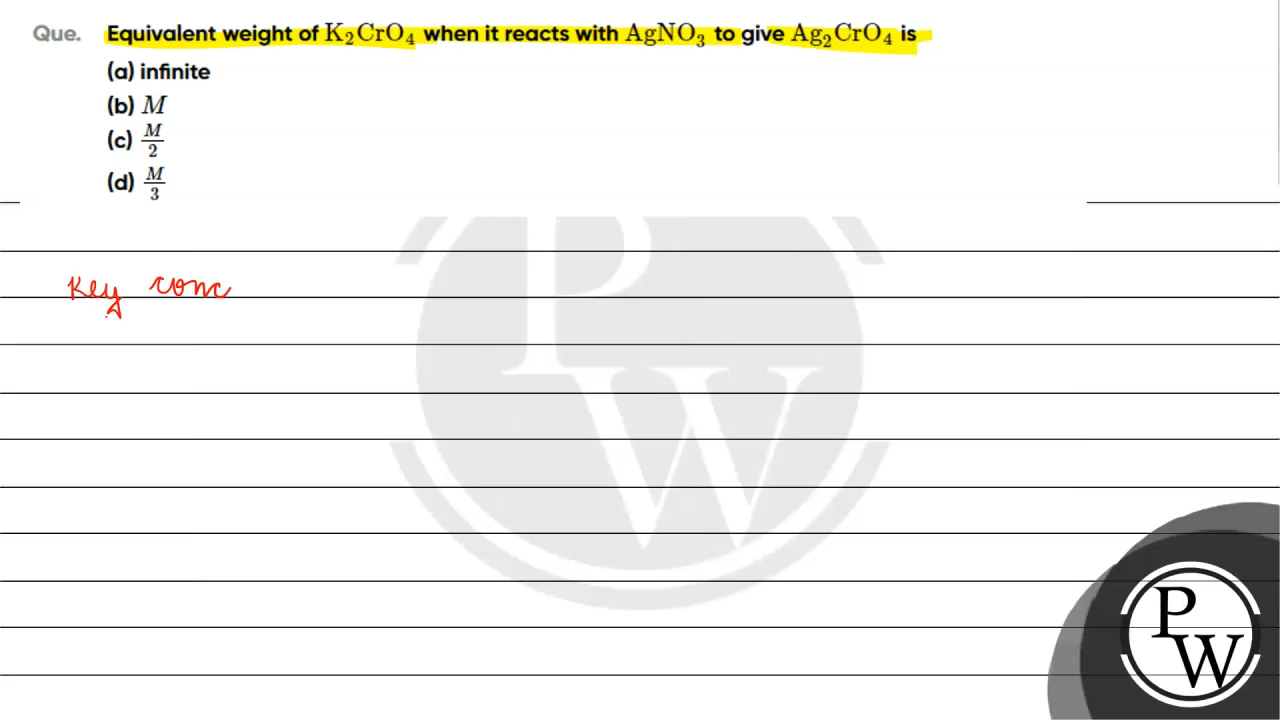 Que. Equivalent weight of K₂CrO₄ when it reacts with AgNO₃ to give Ag₂CrO₄ is
(a) infinite
(b) M
(c) M/2
(d) M/3
Key conc
PW
PW